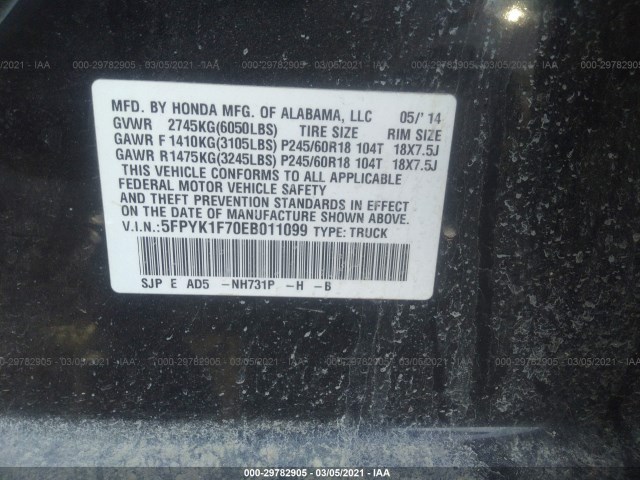 MFD. BY HONDA MFG. OF ALABAMA, LLC 05/'14
GVWR 2745KG(6050LBS) TIRE SIZE RIM SIZE
GAWR F 1410KG(3105LBS) P245/60R18 104T 18X7.5J
GAWR R1475KG(3245LBS) P245/60R18 104T 18X7.5J
THIS VEHICLE CONFORMS TO ALL APPLICABLE
FEDERAL MOTOR VEHICLE SAFETY
AND THEFT PREVENTION STANDARDS IN EFFECT
ON THE DATE OF MANUFACTURE SHOWN ABOVE.
V.I.N.:5FPYK1F70EB011099 TYPE:TRUCK
SJP E AD5 -NH731P -H -B
000-29782905 - 03/05/2021 - IAA